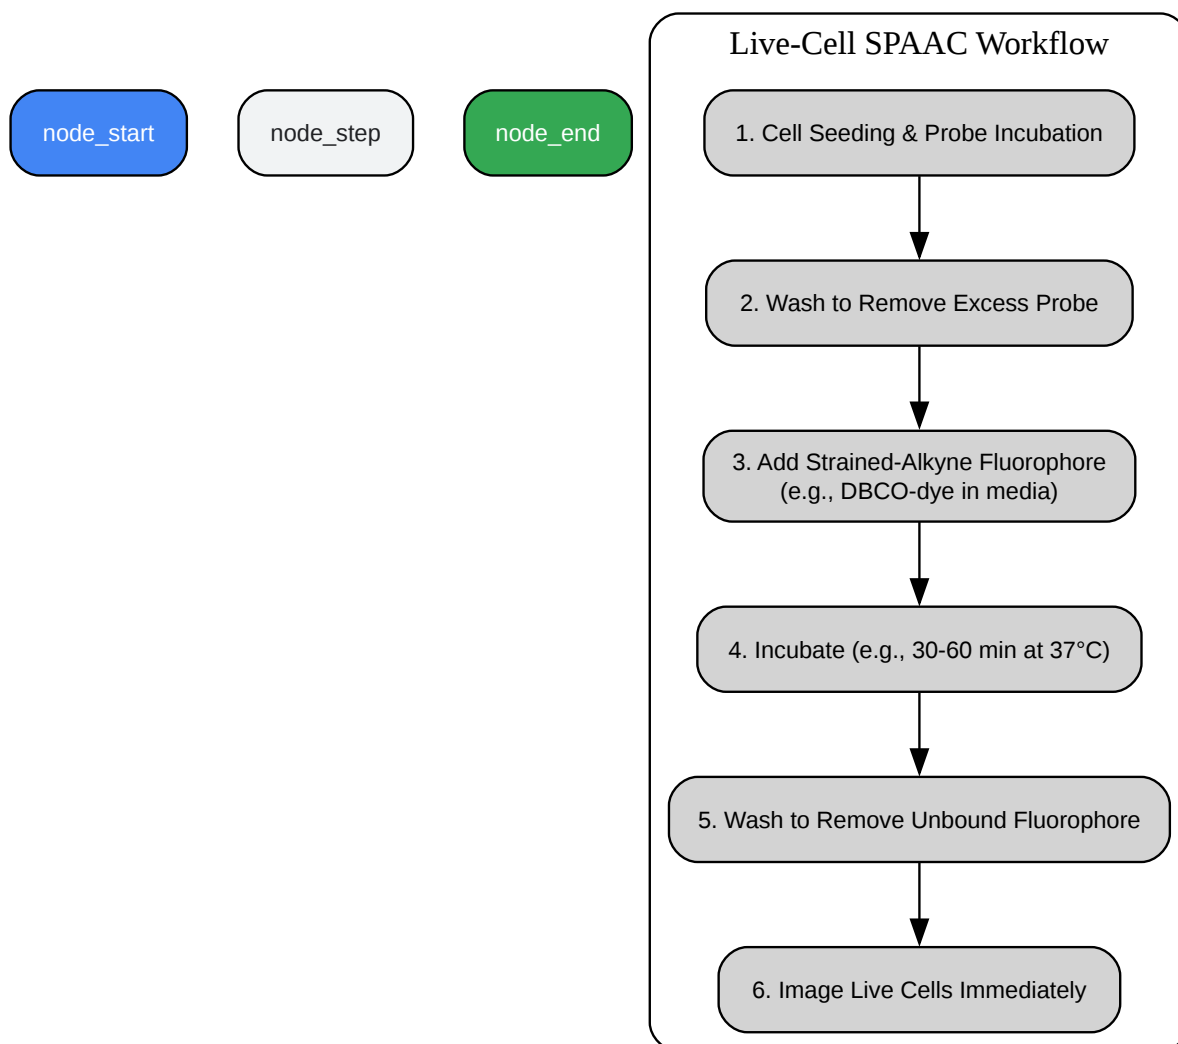 Live-Cell SPAAC Workflow
node_start
node_step
node_end
1. Cell Seeding & Probe Incubation
2. Wash to Remove Excess Probe
3. Add Strained-Alkyne Fluorophore
(e.g., DBCO-dye in media)
4. Incubate (e.g., 30-60 min at 37°C)
5. Wash to Remove Unbound Fluorophore
6. Image Live Cells Immediately